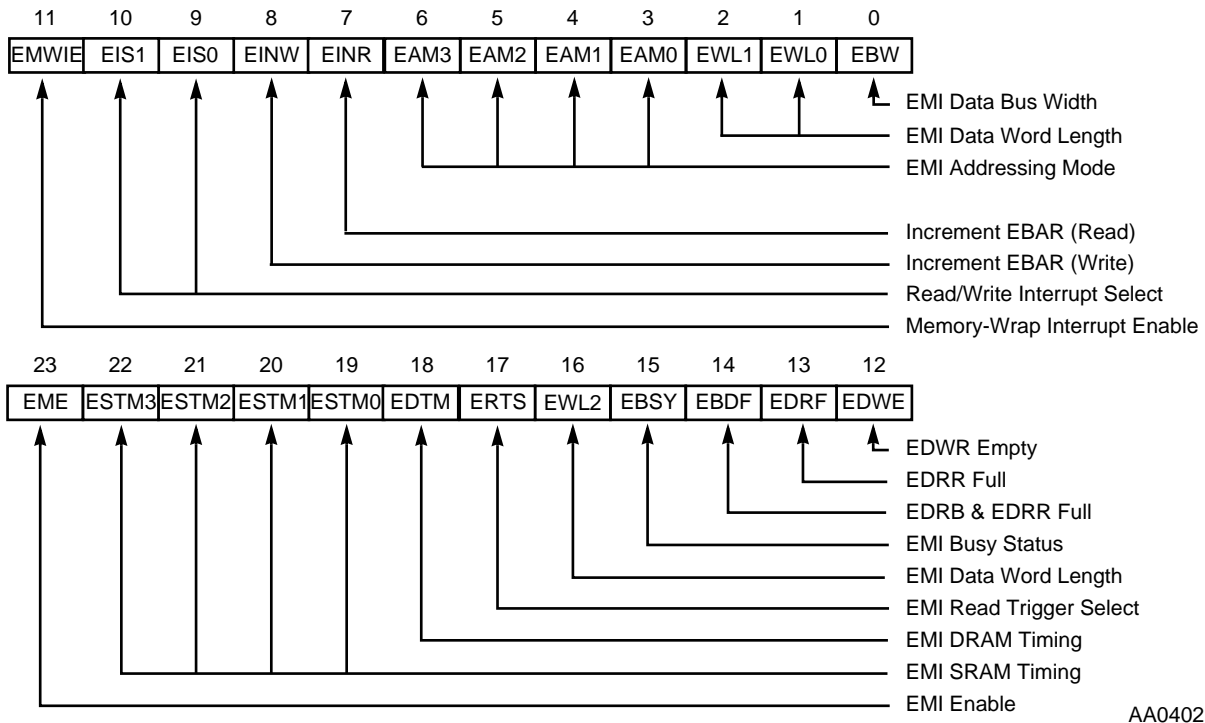 11 10 9 8 7 6 5 4 3 2 1 0
EMWIE EIS1 EIS0 EINW EINR EAM3 EAM2 EAM1 EAM0 EWL1 EWL0 EBW
EMI Data Bus Width
EMI Data Word Length
EMI Addressing Mode
Increment EBAR (Read)
Increment EBAR (Write)
Read/Write Interrupt Select
Memory-Wrap Interrupt Enable
23 22 21 20 19 18 17 16 15 14 13 12
EME ESTM3 ESTM2 ESTM1 ESTM0 EDTM ERTS EWL2 EBSY EBDF EDRF EDWE
EDWR Empty
EDRR Full
EDRB & EDRR Full
EMI Busy Status
EMI Data Word Length
EMI Read Trigger Select
EMI DRAM Timing
EMI SRAM Timing
EMI Enable
AA0402